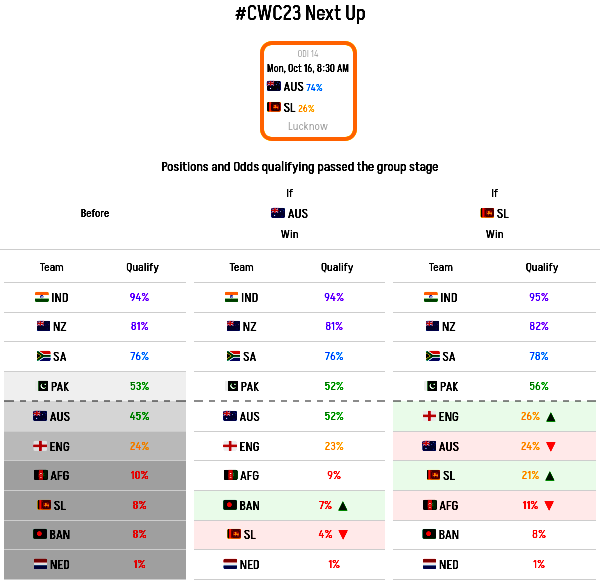 #CWC23 Next Up
ODI 14
Mon, Oct 16, 8:30 AM
AUS 74%
SL 26%
Lucknow
Positions and Odds qualifying passed the group stage
Before
If
AUS
Win
If
SL
Win
Team Qualify Team Qualify Team Qualify
IND 94% IND 94% IND 95%
NZ 81% NZ 81% NZ 82%
SA 76% SA 76% SA 78%
PAK 53% PAK 52% PAK 56%
AUS 45% AUS 52% ENG 26% ▲
ENG 24% ENG 23% AUS 24% ▼
AFG 10% AFG 9% SL 21% ▲
SL 8% BAN 7% ▲ AFG 11% ▼
BAN 8% SL 4% ▼ BAN 8%
NED 1% NED 1% NED 1%